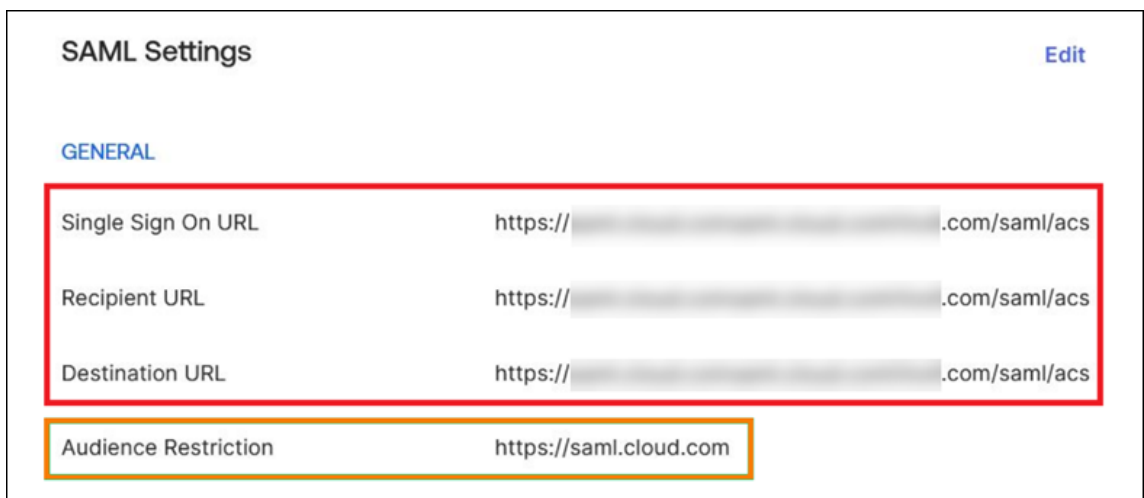 SAML Settings Edit
GENERAL
Single Sign On URL https:// .com/saml/acs
Recipient URL https:// .com/saml/acs
Destination URL https:// .com/saml/acs
Audience Restriction https://saml.cloud.com